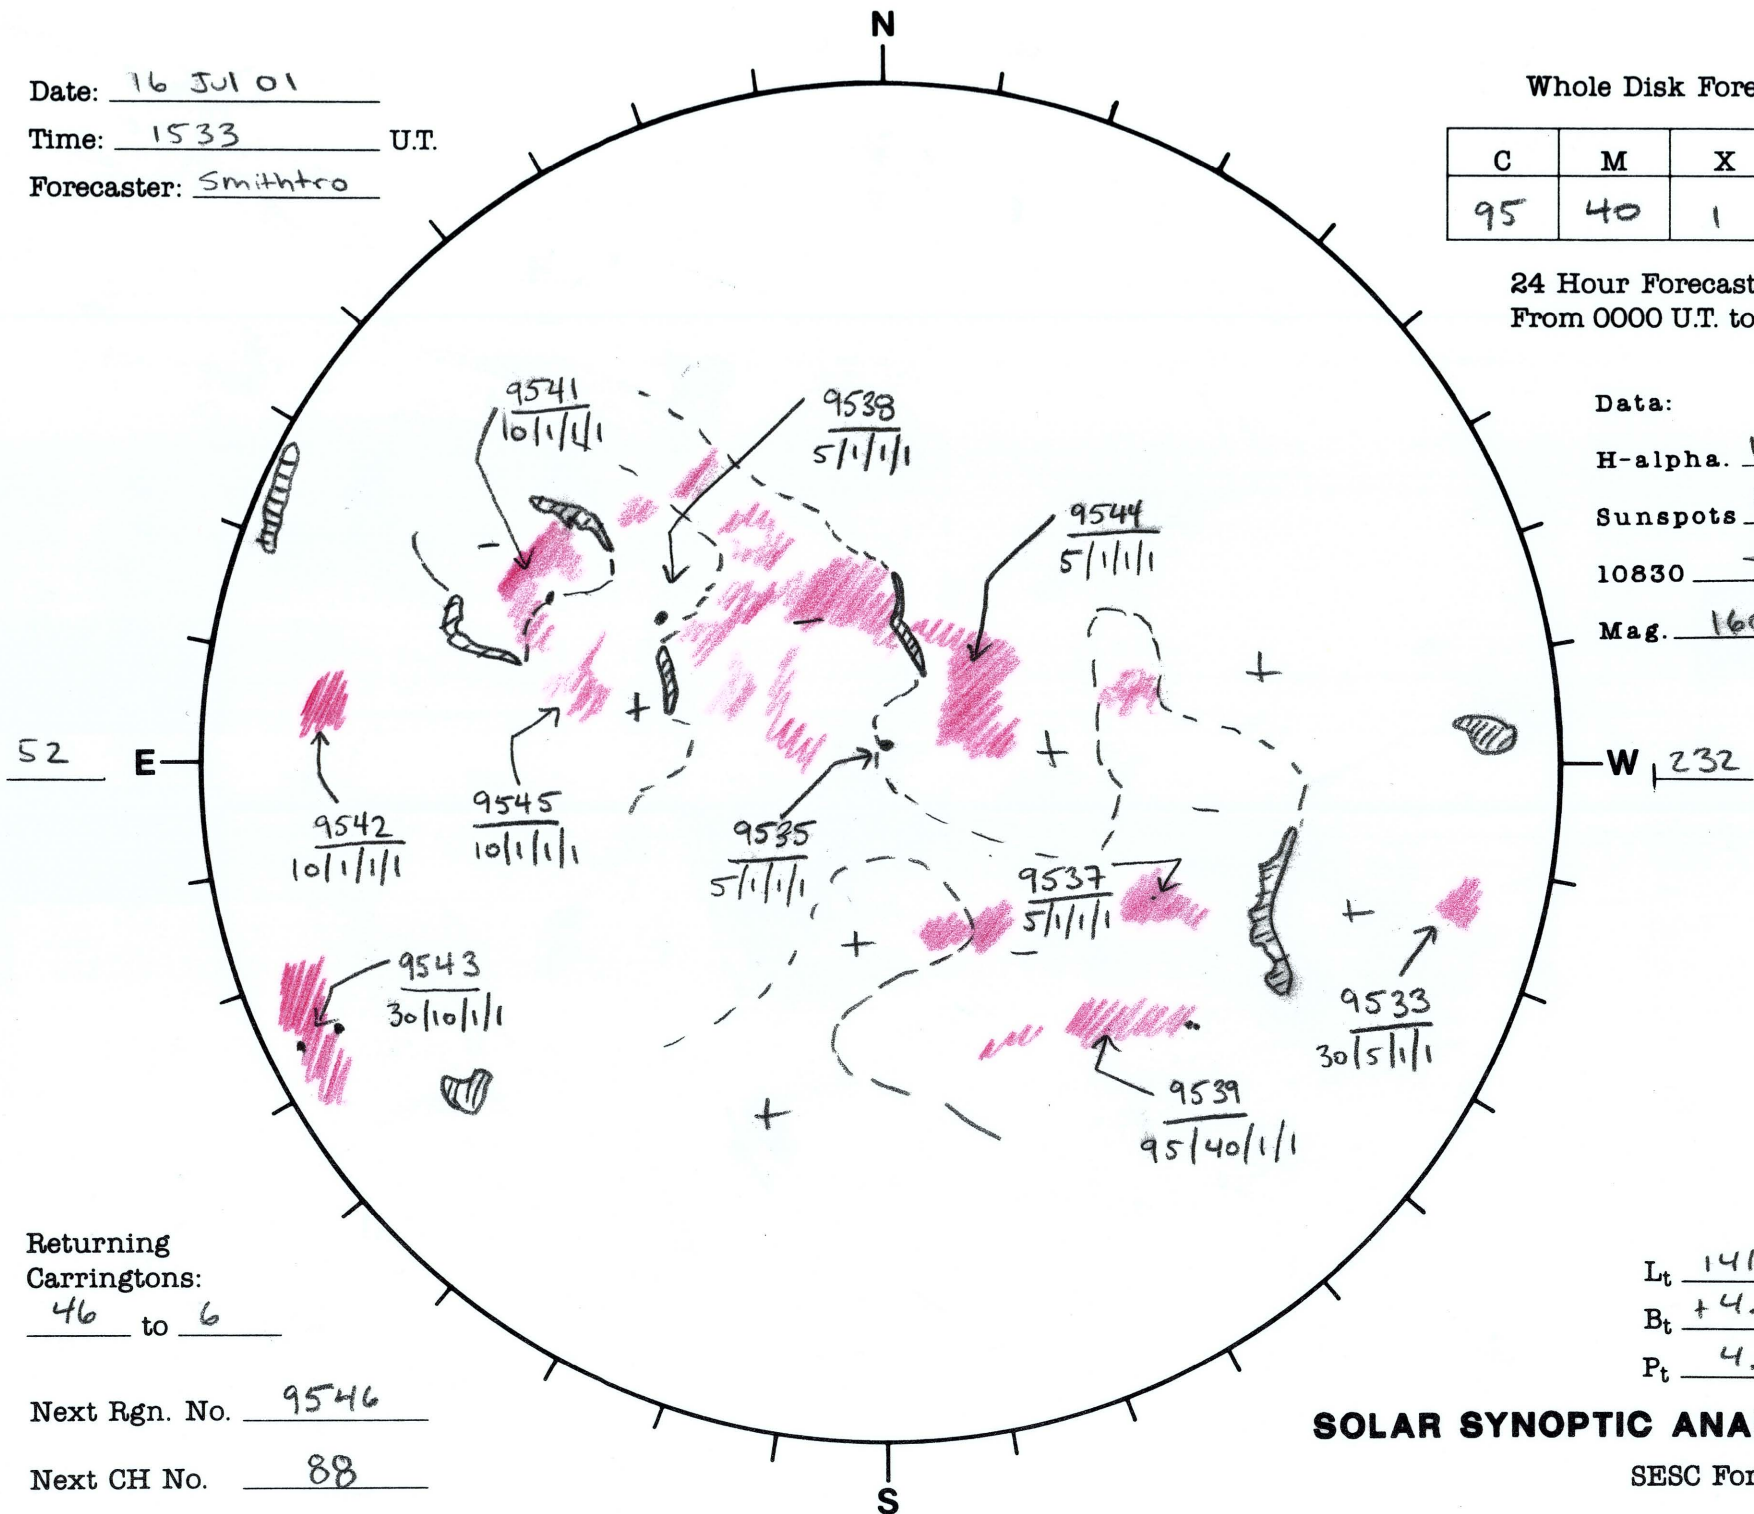 N
Date: 16 Jul 01
Time: 1533 U.T.
Forecaster: Smithtro
Whole Disk Fore
C M X
95 40 1
24 Hour Forecast
From 0000 U.T. to
Data:
H-alpha.
Sunspots
10830
Mag. 16
9541
10/1/1/1
9538
5/1/1/1
9544
5/1/1/1
52 E
W 232
9542
10/1/1/1
9545
10/1/1/1
9535
5/1/1/1
9537
5/1/1/1
9543
30/10/1/1
9533
30/5/1/1
9539
95/40/1/1
Returning
Carringtons:
46 to 6
Next Rgn. No. 9546
Next CH No. 88
Lt 141
Bt +4.
Pt 4.
SOLAR SYNOPTIC ANA
SESC For
S